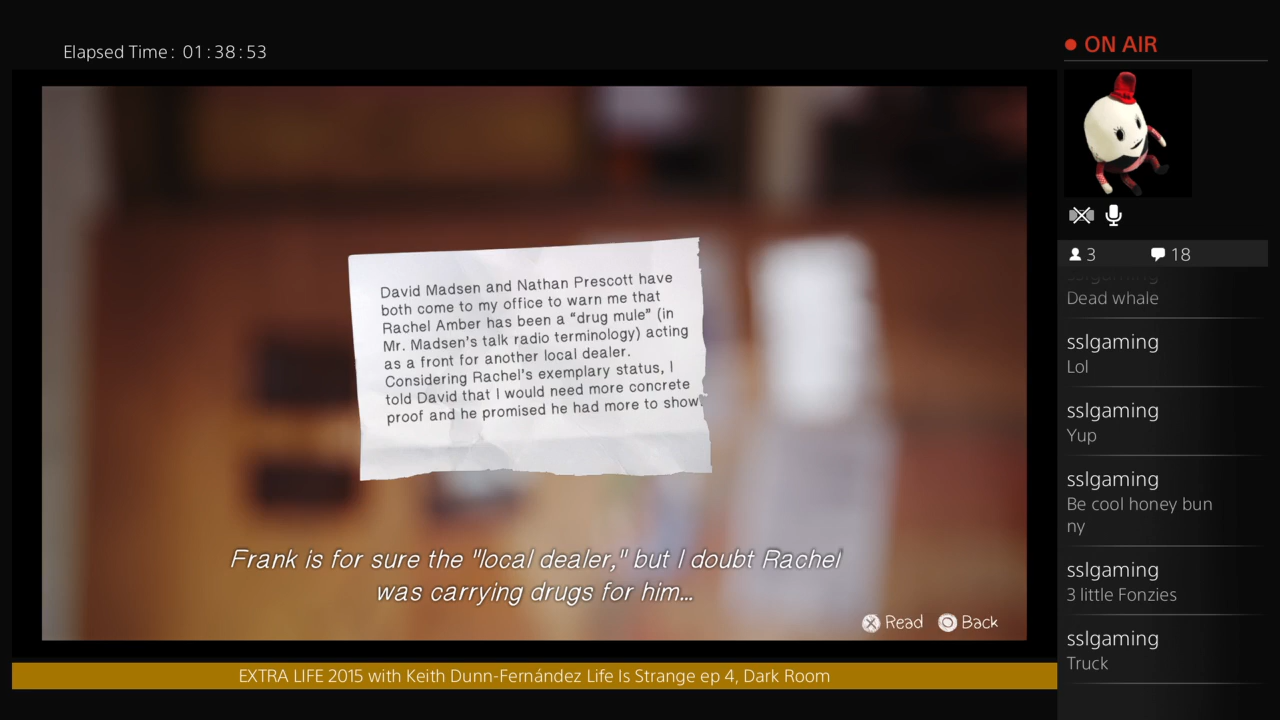 Elapsed Time: 01:38:53
ON AIR
3
18
David Madsen and Nathan Prescott have
both come to my office to warn me that
Rachel Amber has been a “drug mule” (in
Mr. Madsen's talk radio terminology) acting
as a front for another local dealer.
Considering Rachel's exemplary status, I
told David that I would need more concrete
proof and he promised he had more to show.
Frank is for sure the "local dealer," but I doubt Rachel
was carrying drugs for him...
Read
Back
EXTRA LIFE 2015 with Keith Dunn-Fernández Life Is Strange ep 4, Dark Room
sslgaming
Dead whale
sslgaming
Lol
sslgaming
Yup
sslgaming
Be cool honey bun
ny
sslgaming
3 little Fonzies
sslgaming
Truck